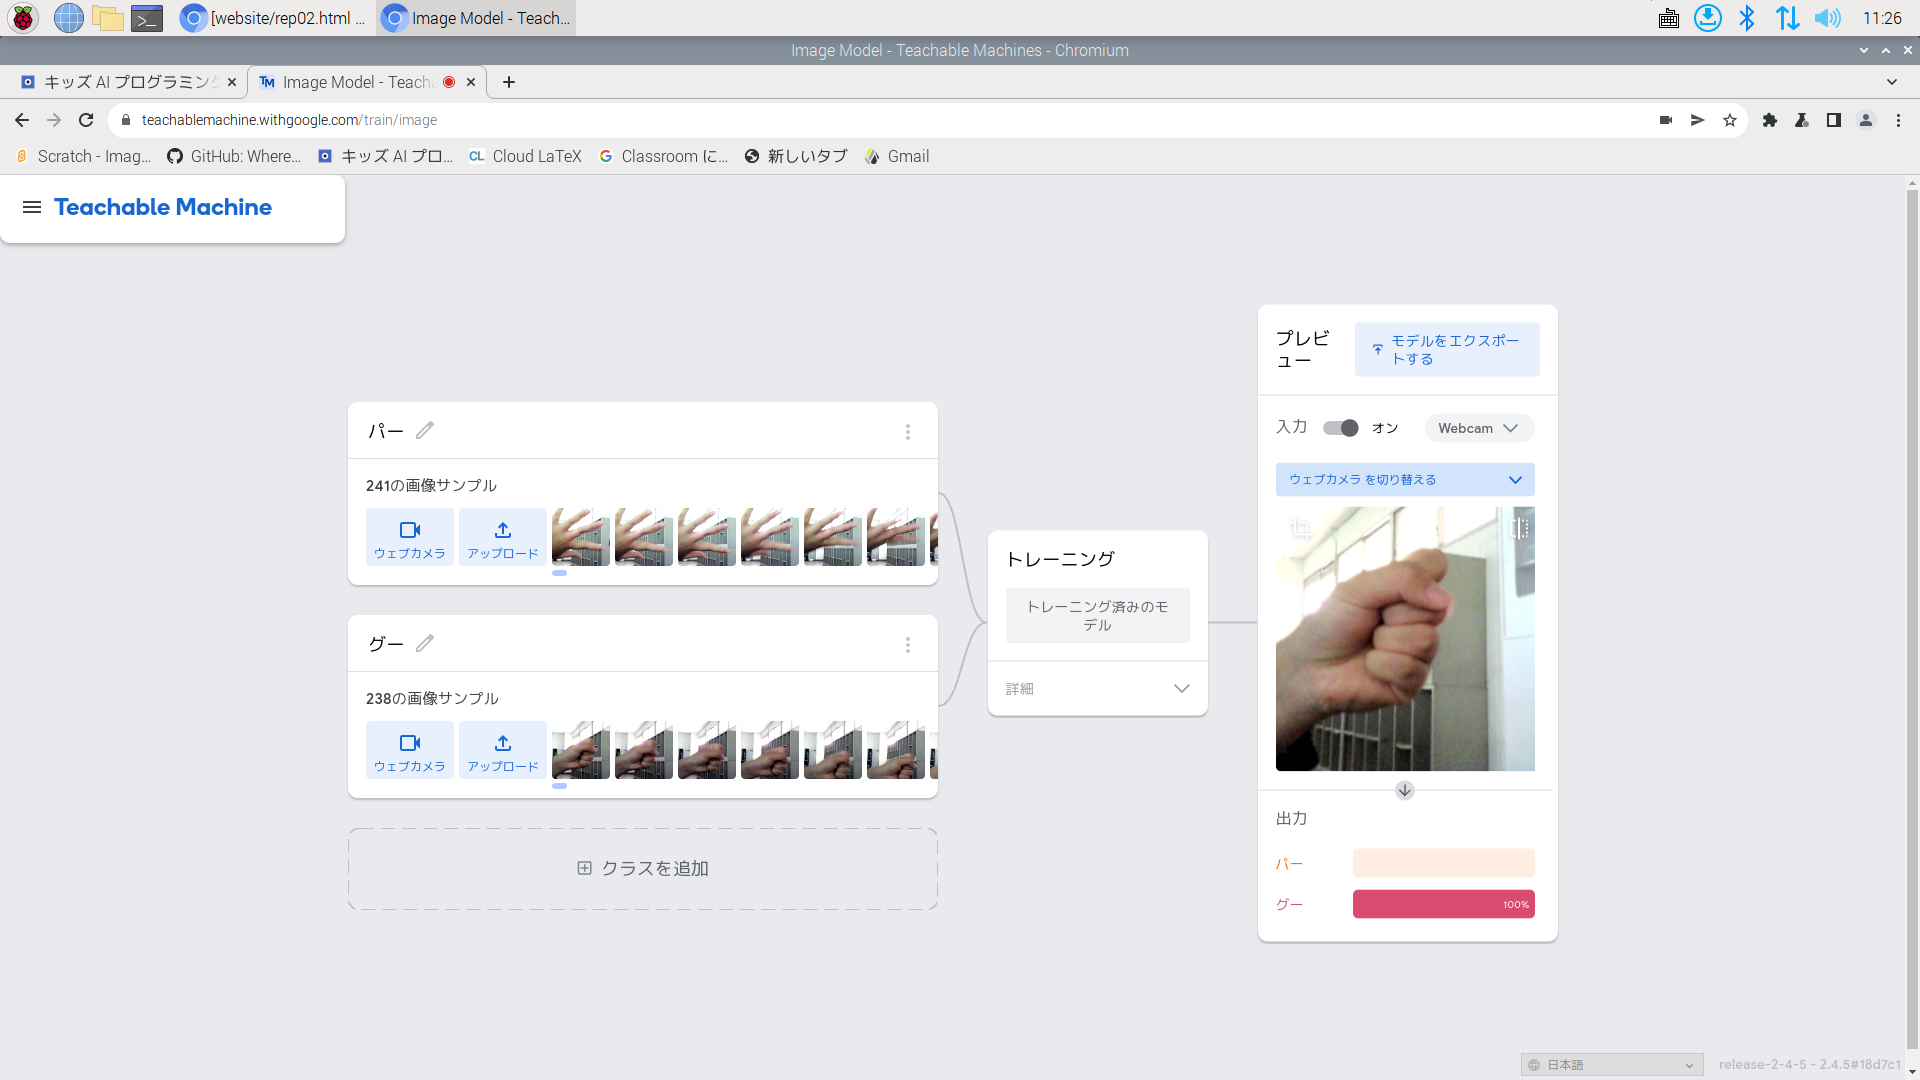 [website/rep02.html ...
Image Model - Teach...
11:26
Image Model - Teachable Machines - Chromium
キッズ AI プログラミング
Image Model - Teach
teachablemachine.withgoogle.com/train/image
Scratch - Imag...
GitHub: Where...
キッズ AI プロ...
CL Cloud LaTeX
Classroom に...
新しいタブ
Gmail
Teachable Machine
パー
241の画像サンプル
ウェブカメラ
アップロード
グー
238の画像サンプル
ウェブカメラ
アップロード
クラスを追加
トレーニング
トレーニング済みのモ
デル
詳細
プレビ
ュー
モデルをエクスポー
トする
入力
オン
Webcam
ウェブカメラ を切り替える
出力
パー
グー
100%
日本語
release-2-4-5 - 2.4.5#18d7c1